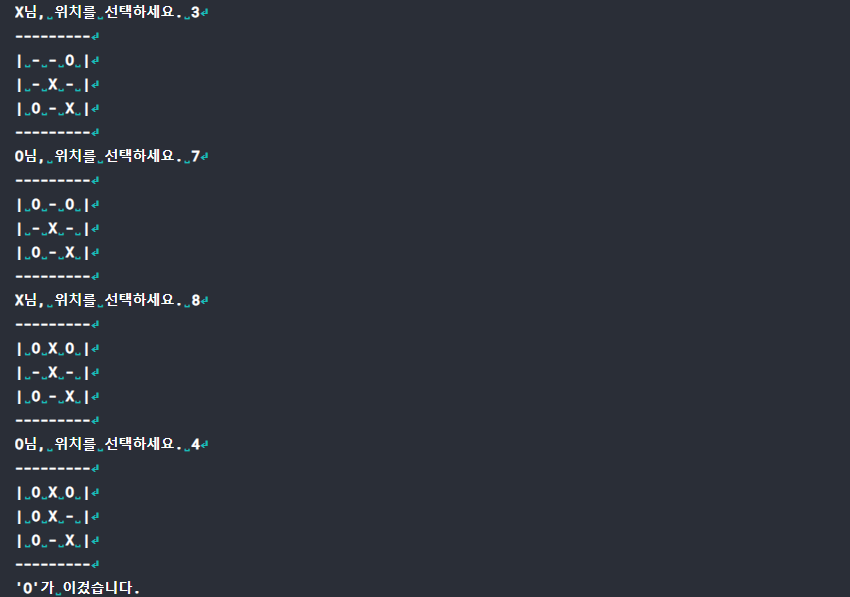 X님, 위치를 선택하세요. 3
---------
| - - O |
| - X - |
| O - X |
---------
O님, 위치를 선택하세요. 7
---------
| O - O |
| - X - |
| O - X |
---------
X님, 위치를 선택하세요. 8
---------
| O X O |
| - X - |
| O - X |
---------
O님, 위치를 선택하세요. 4
---------
| O X O |
| O X - |
| O - X |
---------
'O'가 이겼습니다.